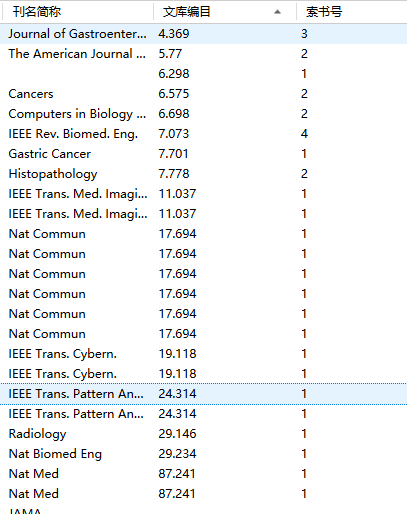 刊名简称 文库编目 索书号
Journal of Gastroenter... 4.369 3
The American Journal ... 5.77 2
6.298 1
Cancers 6.575 2
Computers in Biology ... 6.698 2
IEEE Rev. Biomed. Eng. 7.073 4
Gastric Cancer 7.701 1
Histopathology 7.778 2
IEEE Trans. Med. Imagi... 11.037 1
IEEE Trans. Med. Imagi... 11.037 1
Nat Commun 17.694 1
Nat Commun 17.694 1
Nat Commun 17.694 1
Nat Commun 17.694 1
Nat Commun 17.694 1
Nat Commun 17.694 1
IEEE Trans. Cybern. 19.118 1
IEEE Trans. Cybern. 19.118 1
IEEE Trans. Pattern An... 24.314 1
IEEE Trans. Pattern An... 24.314 1
Radiology 29.146 1
Nat Biomed Eng 29.234 1
Nat Med 87.241 1
Nat Med 87.241 1
JAMA